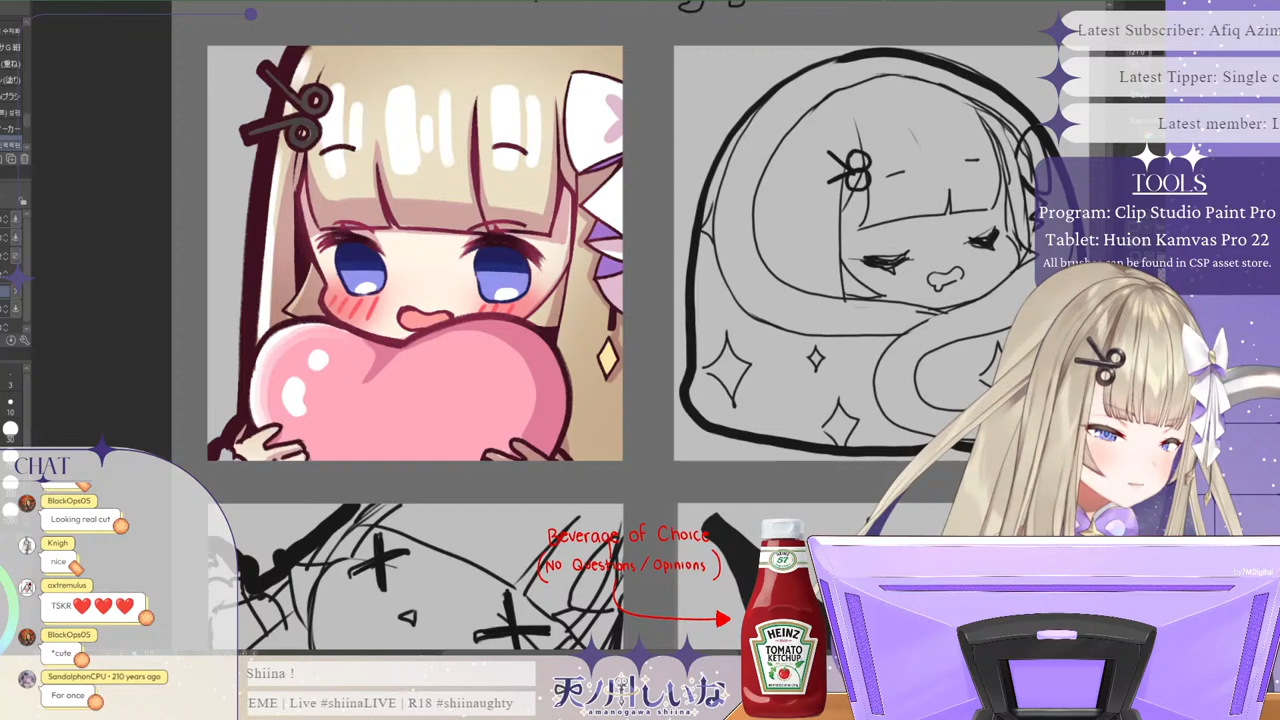 Latest Subscriber: Afiq Azim
Latest Tipper: Single c
Latest member: L
TOOLS
Program: Clip Studio Paint Pro
Tablet: Huion Kamvas Pro 22
All brushes can be found in CSP asset store.
CHAT
BlackOps05
Looking real cut
Knigh
nice
axtremulus
TSKR❤️❤️❤️
BlackOps05
*cute
SandalphonCPU • 210 years ago
For once
Beverage of Choice
(No Questions/Opinions)
HEINZ
57
HEINZ
TOMATO
KETCHUP
Shiina !
EME | Live #shiinaLIVE | R18 #shiinaughty
天ノ川しいな
amanogawa shiina
by7MDigital